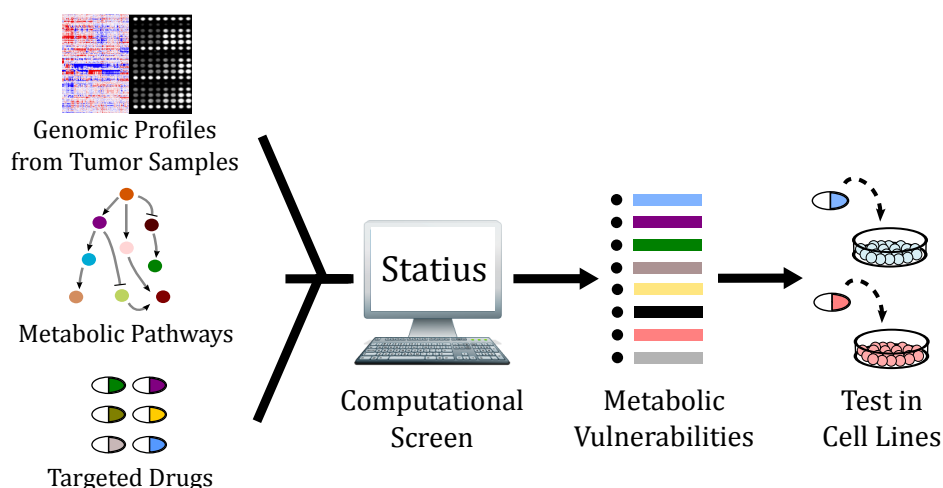 Genomic Profiles
from Tumor Samples
Metabolic Pathways
Targeted Drugs
Statius
Computational
Screen
Metabolic
Vulnerabilities
Test in
Cell Lines